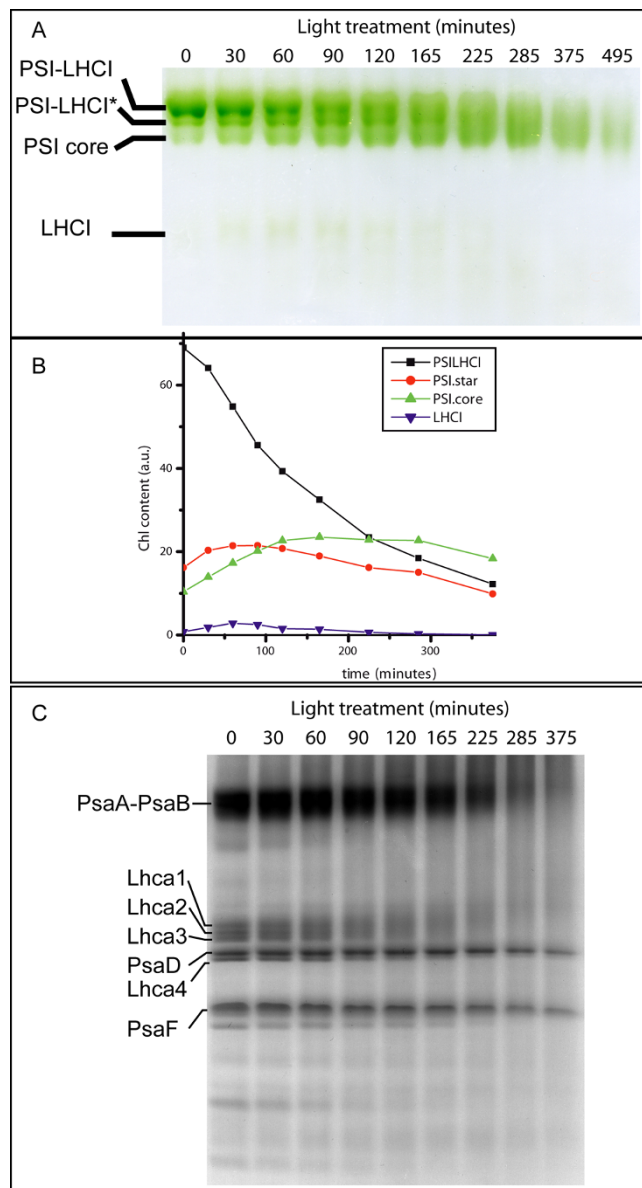 A
Light treatment (minutes)
0 30 60 90 120 165 225 285 375 495
PSI-LHCI
PSI-LHCI*
PSI core
LHCI
B
PSILHCI
PSI.star
PSI.core
LHCI
Chl content (a.u.)
60
40
20
0
0 100 200 300
time (minutes)
C
Light treatment (minutes)
0 30 60 90 120 165 225 285 375
PsaA-PsaB
Lhca1
Lhca2
Lhca3
PsaD
Lhca4
PsaF